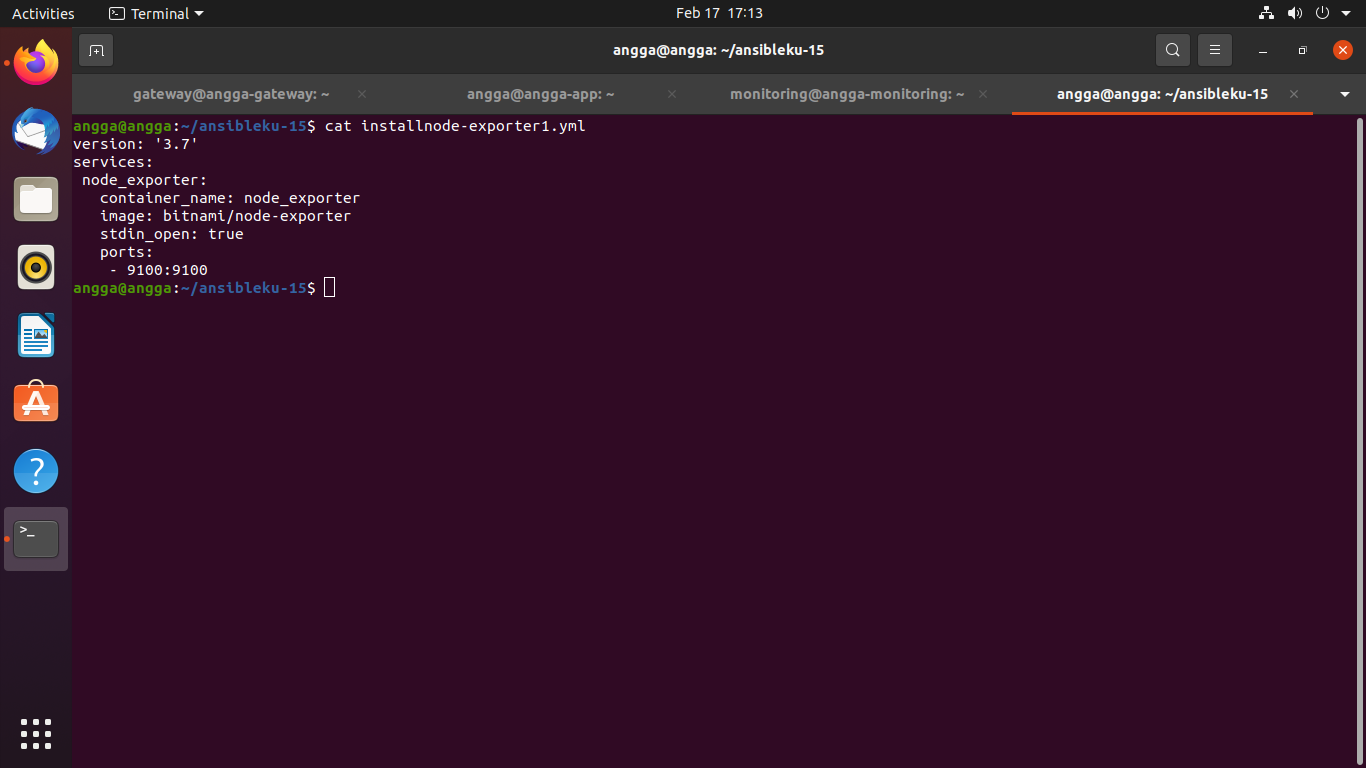 Activities
Terminal
Feb 17 17:13
angga@angga: ~/ansibleku-15
gateway@angga-gateway: ~
angga@angga-app: ~
monitoring@angga-monitoring: ~
angga@angga: ~/ansibleku-15
angga@angga:~/ansibleku-15$ cat installnode-exporter1.yml
version: '3.7'
services:
 node_exporter:
   container_name: node_exporter
   image: bitnami/node-exporter
   stdin_open: true
   ports:
    - 9100:9100
angga@angga:~/ansibleku-15$